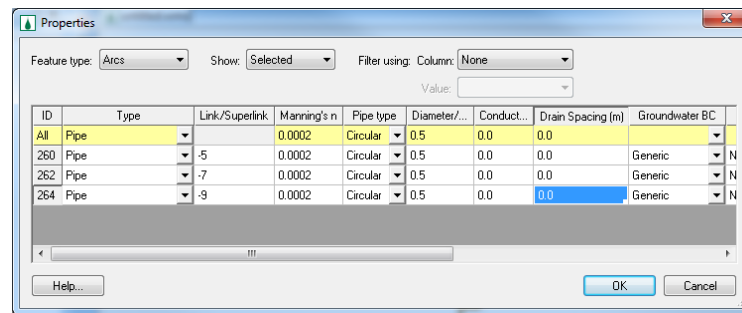 Properties
Feature type: Arcs Show: Selected Filter using: Column: None
Value:
ID Type Link/Superlink Manning's n Pipe type Diameter/... Conduct... Drain Spacing (m) Groundwater BC
All Pipe 0.0002 Circular 0.5 0.0 0.0
260 Pipe -5 0.0002 Circular 0.5 0.0 0.0 Generic N
262 Pipe -7 0.0002 Circular 0.5 0.0 0.0 Generic N
264 Pipe -9 0.0002 Circular 0.5 0.0 0.0 Generic N
Help... OK Cancel